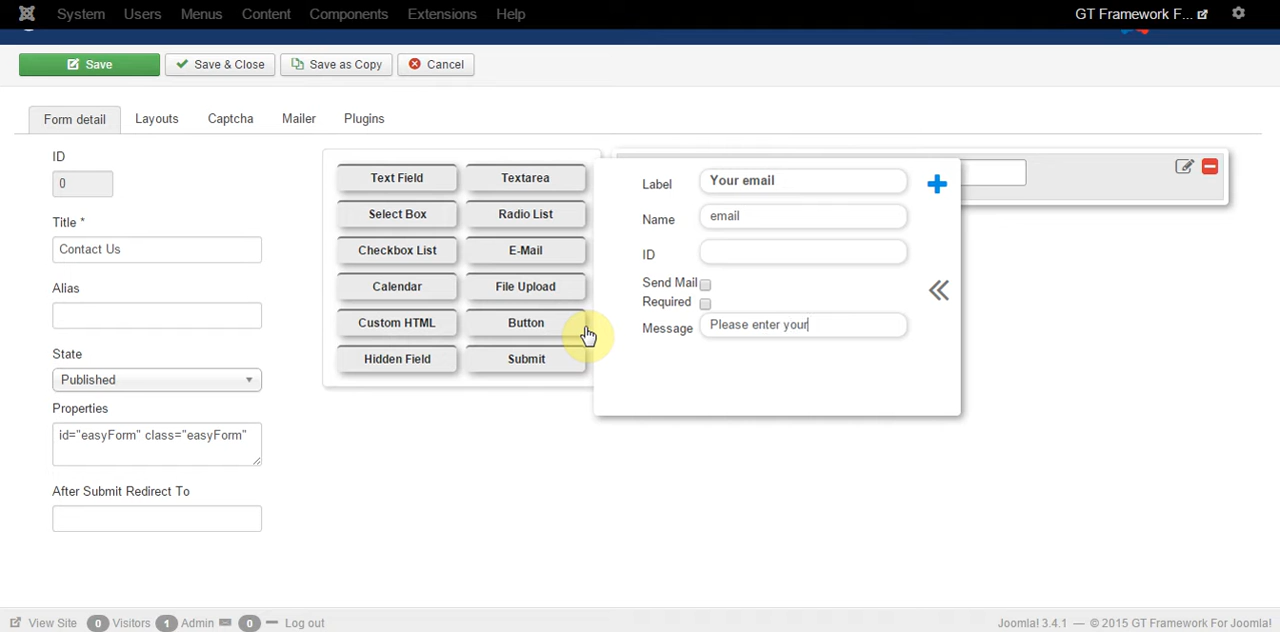 System Users Menus Content Components Extensions Help GT Framework F...
Save Save & Close Save as Copy Cancel
Form detail Layouts Captcha Mailer Plugins
ID
0
Title *
Contact Us
Alias
State
Published
Properties
id="easyForm" class="easyForm"
After Submit Redirect To
Text Field Textarea
Select Box Radio List
Checkbox List E-Mail
Calendar File Upload
Custom HTML Button
Hidden Field Submit
Label Your email
Name email
ID
Send Mail
Required
Message Please enter your
View Site 0 Visitors 1 Admin 0 Log out Joomla! 3.4.1 — © 2015 GT Framework For Joomla!